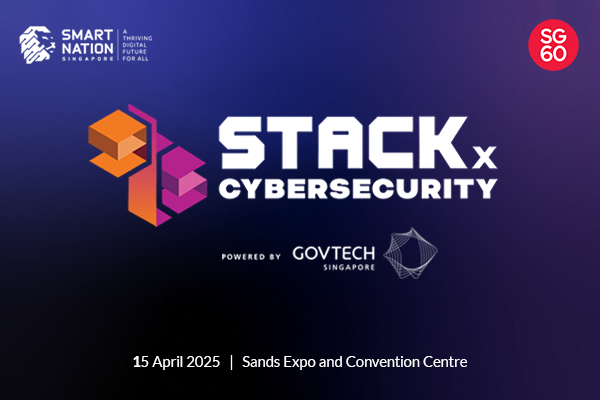 SMART
NATION
SINGAPORE
A
THRIVING
DIGITAL
FUTURE
FOR ALL
SG
60
STACK x
CYBERSECURITY
POWERED BY GOVTECH
SINGAPORE
15 April 2025 | Sands Expo and Convention Centre